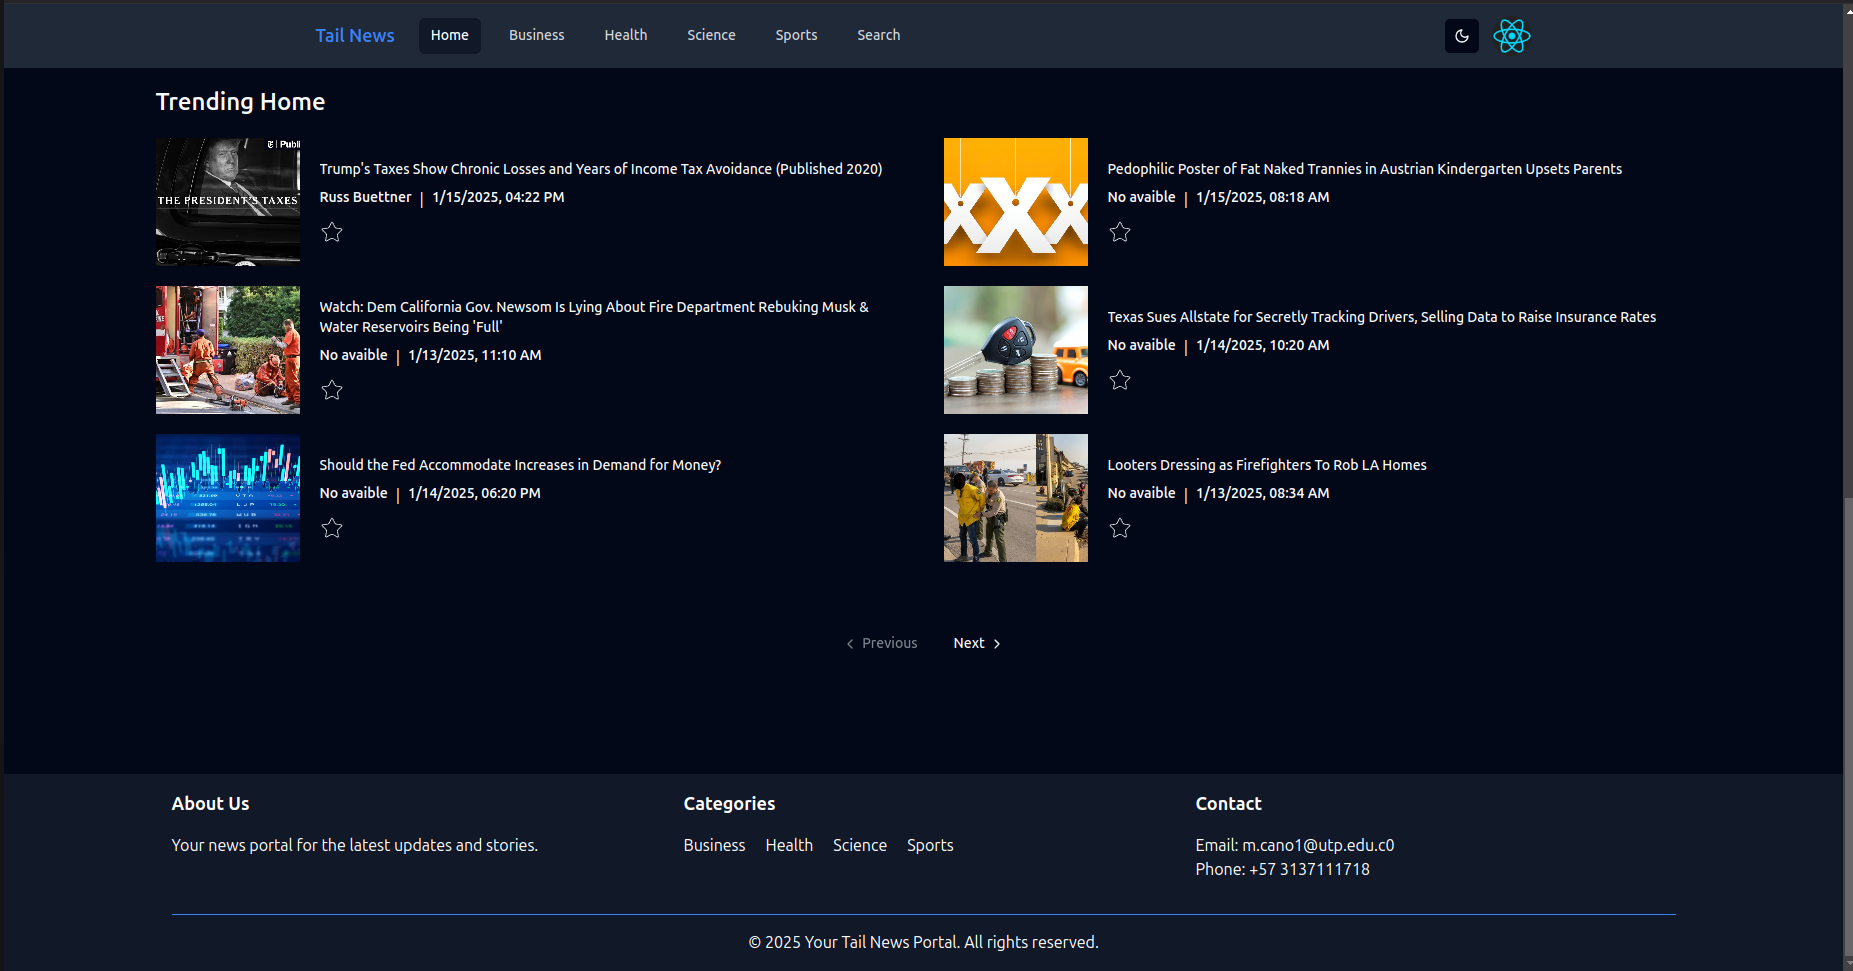 Tail News Home Business Health Science Sports Search
Trending Home
Publi
THE PRESIDENT'S TAXES
Trump's Taxes Show Chronic Losses and Years of Income Tax Avoidance (Published 2020)
Russ Buettner | 1/15/2025, 04:22 PM
XXX
Pedophilic Poster of Fat Naked Trannies in Austrian Kindergarten Upsets Parents
No avaible | 1/15/2025, 08:18 AM
Watch: Dem California Gov. Newsom Is Lying About Fire Department Rebuking Musk &
Water Reservoirs Being 'Full'
No avaible | 1/13/2025, 11:10 AM
Texas Sues Allstate for Secretly Tracking Drivers, Selling Data to Raise Insurance Rates
No avaible | 1/14/2025, 10:20 AM
Should the Fed Accommodate Increases in Demand for Money?
No avaible | 1/14/2025, 06:20 PM
Looters Dressing as Firefighters To Rob LA Homes
No avaible | 1/13/2025, 08:34 AM
Previous Next
About Us
Your news portal for the latest updates and stories.
Categories
Business Health Science Sports
Contact
Email: m.cano1@utp.edu.c0
Phone: +57 3137111718
© 2025 Your Tail News Portal. All rights reserved.